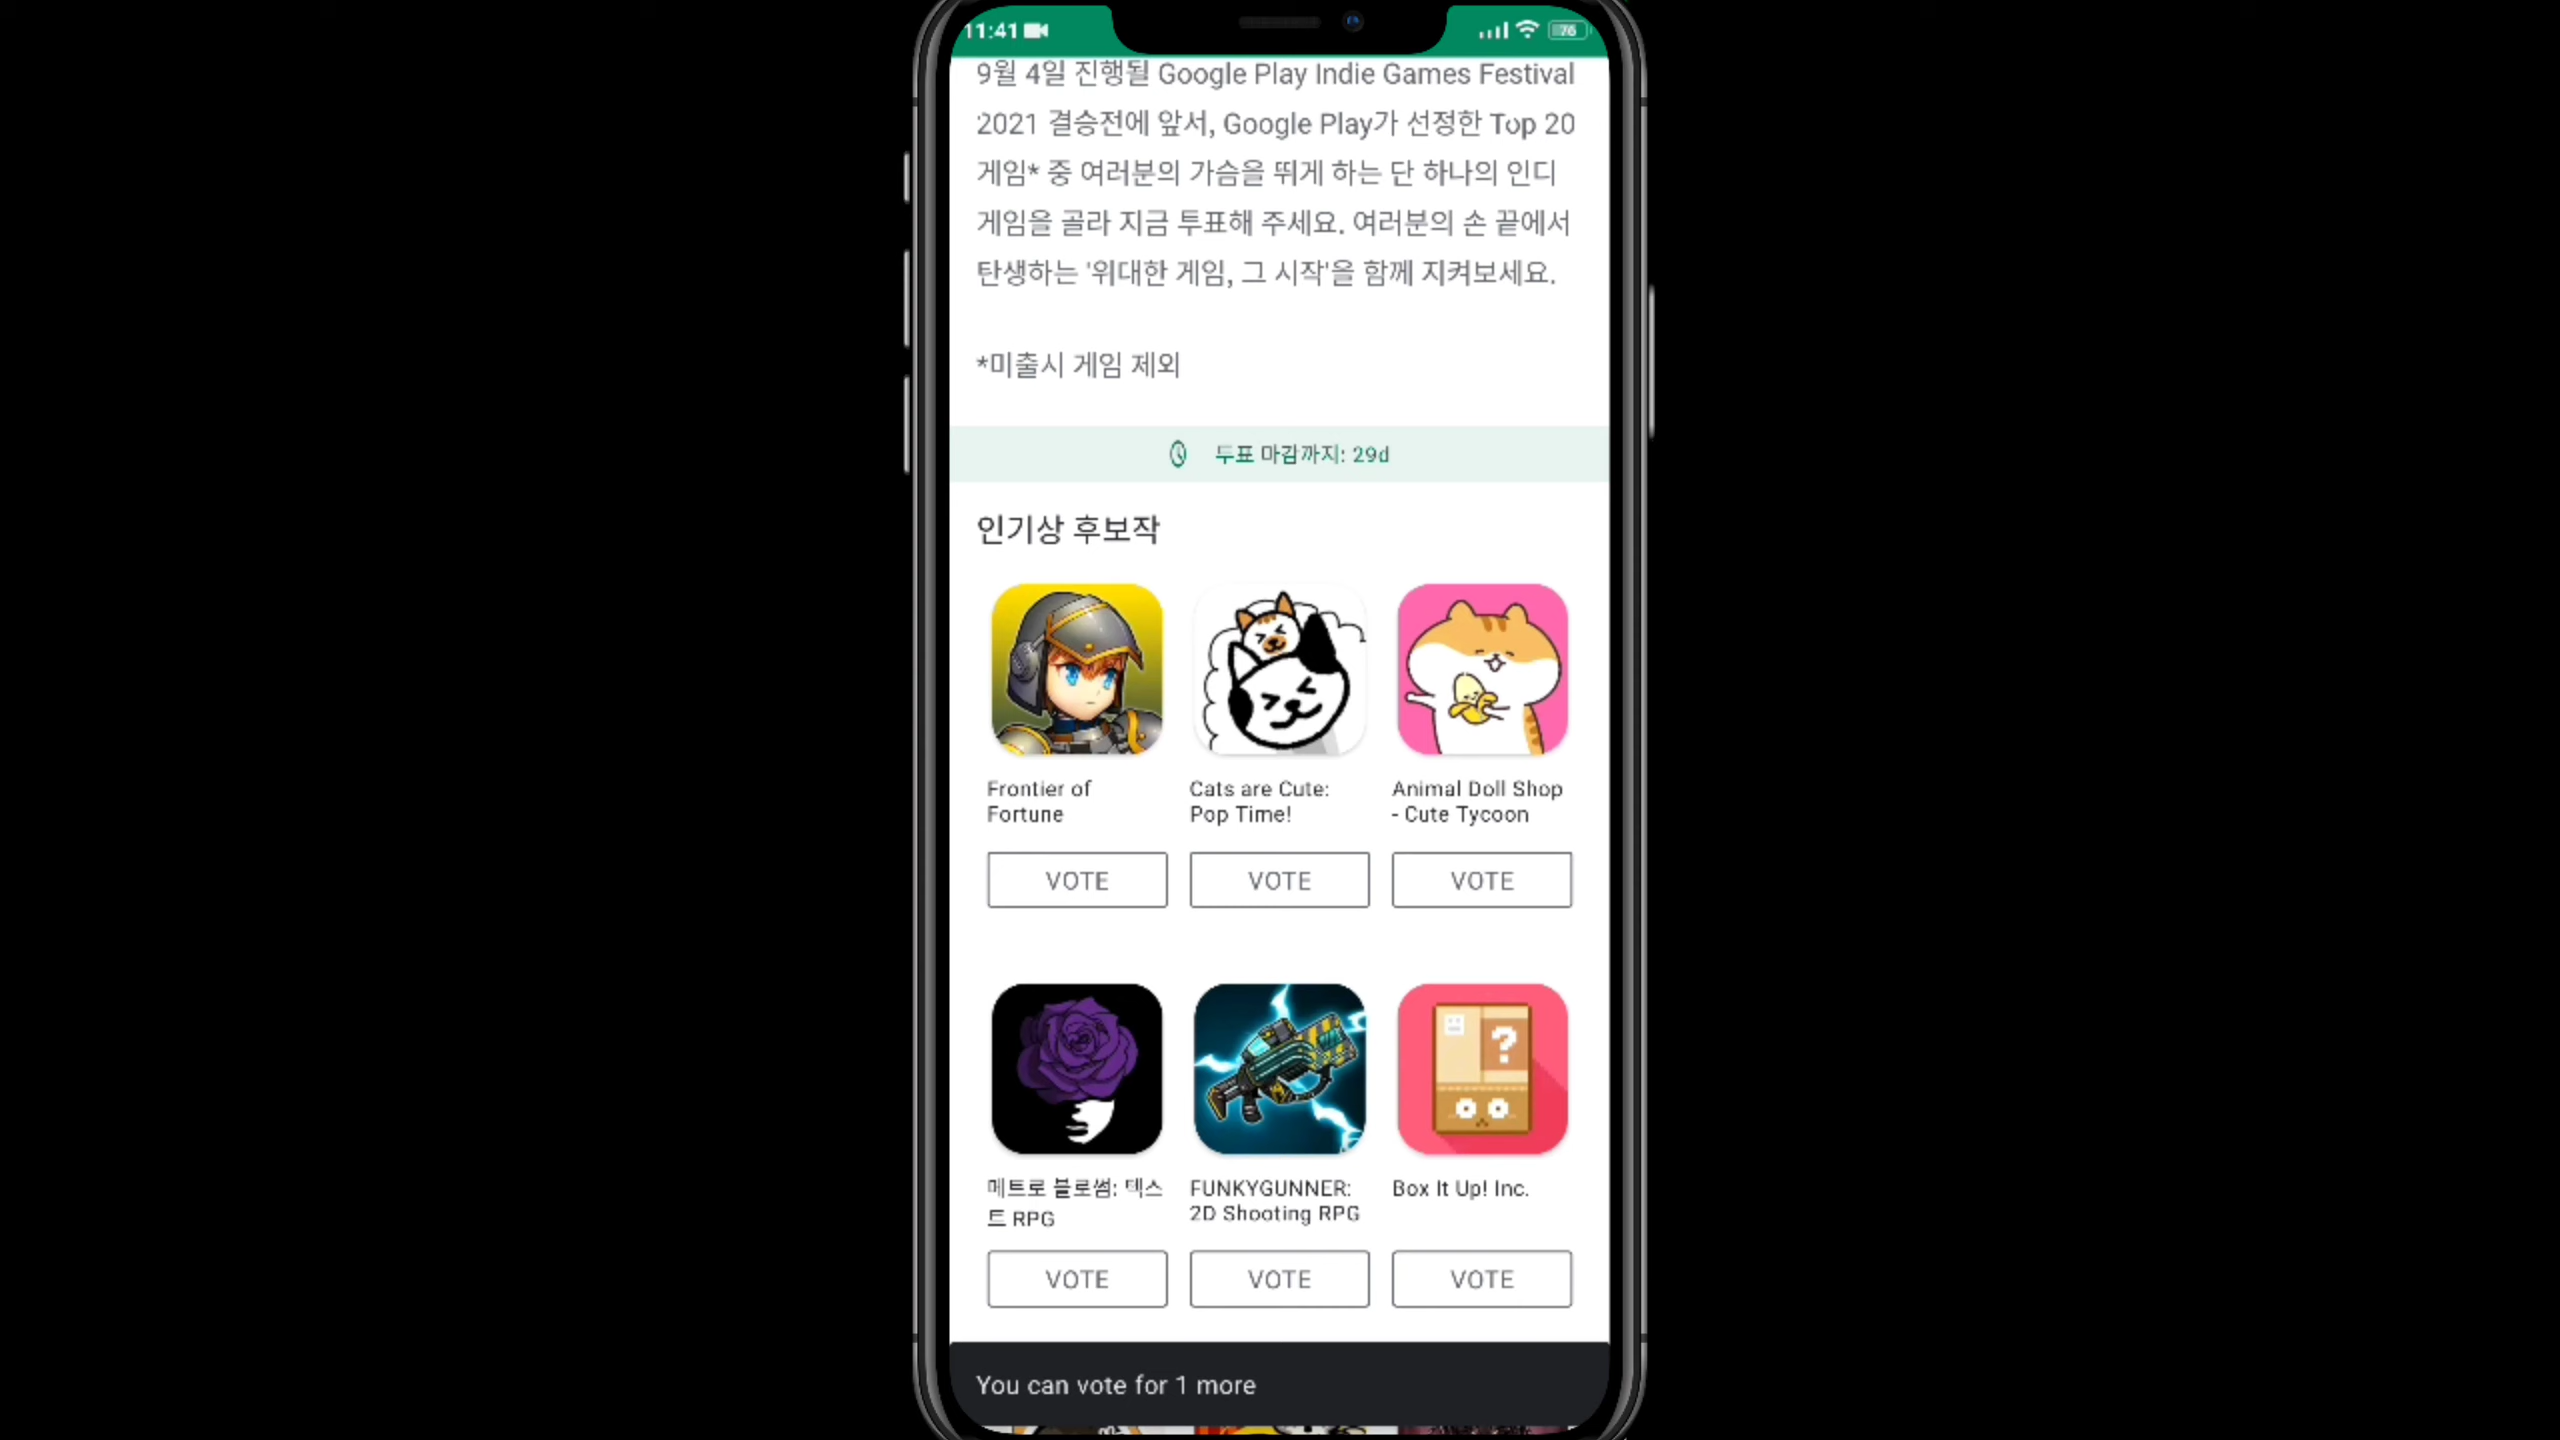 11:41
76
9월 4일 진행될 Google Play Indie Games Festival
2021 결승전에 앞서, Google Play가 선정한 Top 20
게임* 중 여러분의 가슴을 뛰게 하는 단 하나의 인디
게임을 골라 지금 투표해 주세요. 여러분의 손 끝에서
탄생하는 '위대한 게임, 그 시작'을 함께 지켜보세요.
*미출시 게임 제외
투표 마감까지: 29d
인기상 후보작
Frontier of
Fortune
Cats are Cute:
Pop Time!
Animal Doll Shop
- Cute Tycoon
VOTE
VOTE
VOTE
?
메트로 블로썸: 텍스
트 RPG
FUNKYGUNNER:
2D Shooting RPG
Box It Up! Inc.
VOTE
VOTE
VOTE
You can vote for 1 more